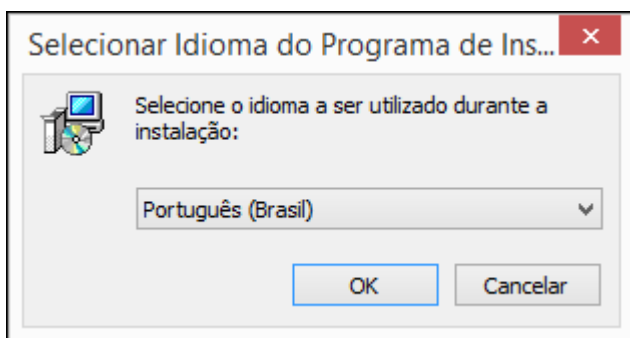 Selecionar Idioma do Programa de Ins...
Selecione o idioma a ser utilizado durante a
instalação:
Português (Brasil)
OK Cancelar